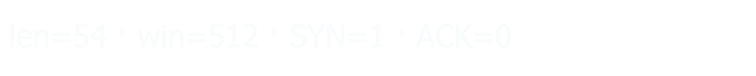 len=54 · win=512 · SYN=1 · ACK=0